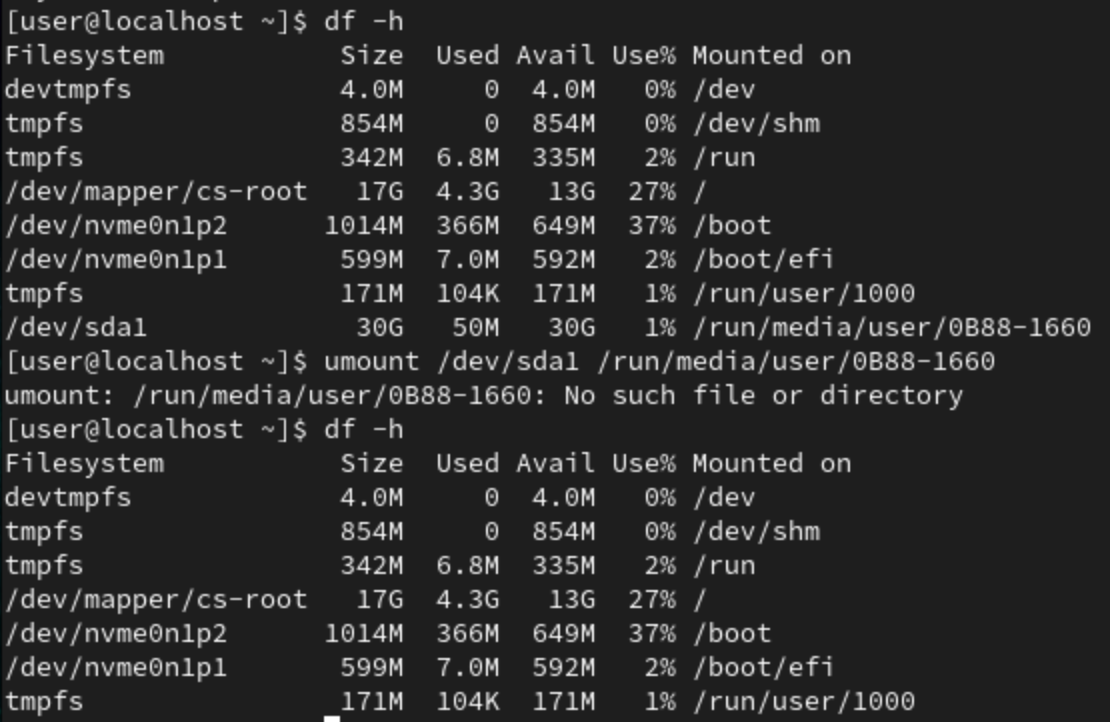 [user@localhost ~]$ df -h
Filesystem Size Used Avail Use% Mounted on
devtmpfs 4.0M 0 4.0M 0% /dev
tmpfs 854M 0 854M 0% /dev/shm
tmpfs 342M 6.8M 335M 2% /run
/dev/mapper/cs-root 17G 4.3G 13G 27% /
/dev/nvme0n1p2 1014M 366M 649M 37% /boot
/dev/nvme0n1p1 599M 7.0M 592M 2% /boot/efi
tmpfs 171M 104K 171M 1% /run/user/1000
/dev/sda1 30G 50M 30G 1% /run/media/user/0B88-1660
[user@localhost ~]$ umount /dev/sda1 /run/media/user/0B88-1660
umount: /run/media/user/0B88-1660: No such file or directory
[user@localhost ~]$ df -h
Filesystem Size Used Avail Use% Mounted on
devtmpfs 4.0M 0 4.0M 0% /dev
tmpfs 854M 0 854M 0% /dev/shm
tmpfs 342M 6.8M 335M 2% /run
/dev/mapper/cs-root 17G 4.3G 13G 27% /
/dev/nvme0n1p2 1014M 366M 649M 37% /boot
/dev/nvme0n1p1 599M 7.0M 592M 2% /boot/efi
tmpfs 171M 104K 171M 1% /run/user/1000